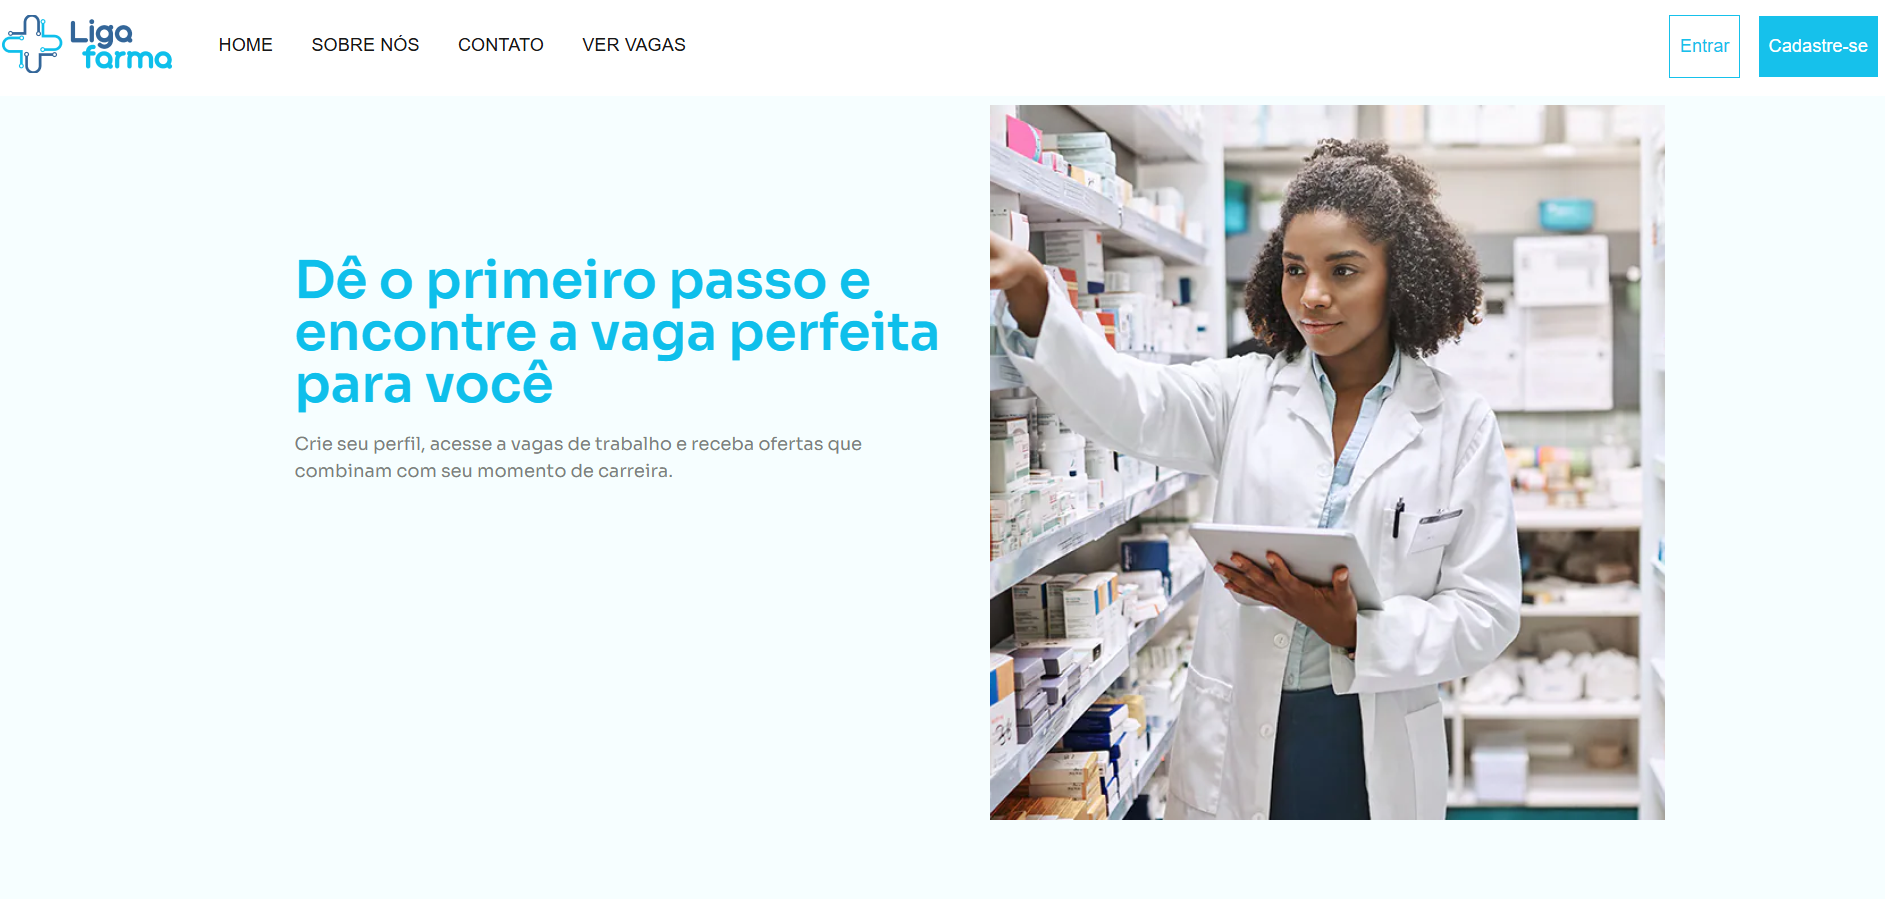 Liga
farma
HOME
SOBRE NÓS
CONTATO
VER VAGAS
Entrar
Cadastre-se
Dê o primeiro passo e
encontre a vaga perfeita
para você
Crie seu perfil, acesse a vagas de trabalho e receba ofertas que
combinam com seu momento de carreira.